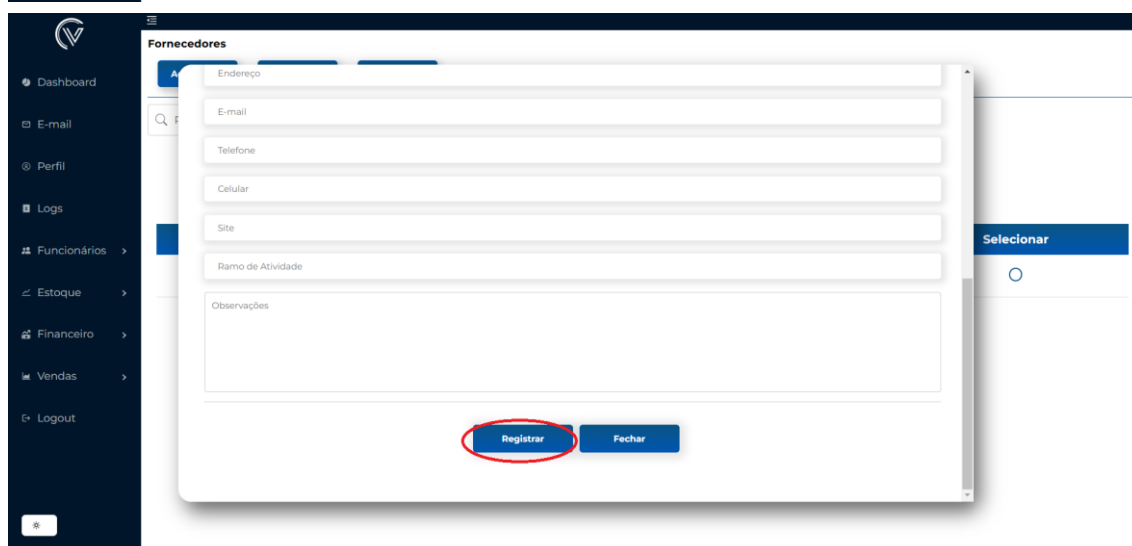 Fornecedores
Dashboard
E-mail
Perfil
Logs
Funcionários
Estoque
Financeiro
Vendas
Logout
Endereço
E-mail
Telefone
Celular
Site
Ramo de Atividade
Observações
Registrar Fechar
Selecionar